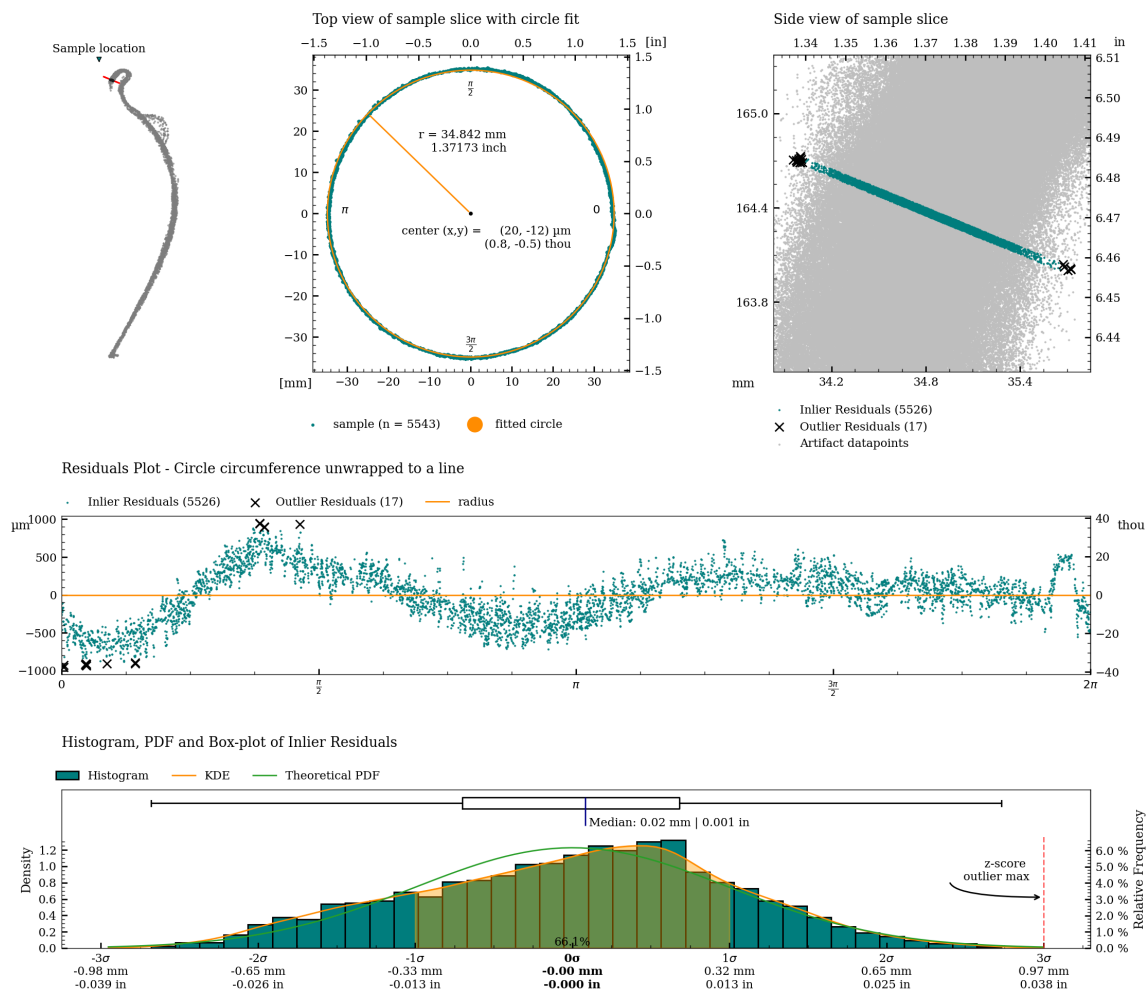 Sample location
Top view of sample slice with circle fit
−1.5 −1.0 −0.5 0.0 0.5 1.0 1.5 [in]
30 20 10 0 −10 −20 −30
1.5 1.0 0.5 0.0 −0.5 −1.0 −1.5
π/2
r = 34.842 mm
1.37173 inch
π 0
center (x,y) = (20, -12) µm
(0.8, -0.5) thou
3π/2
[mm] −30 −20 −10 0 10 20 30
sample (n = 5543) fitted circle
Side view of sample slice
1.34 1.35 1.36 1.37 1.38 1.39 1.40 1.41 in
165.0 164.4 163.8
6.51 6.50 6.49 6.48 6.47 6.46 6.45 6.44
mm 34.2 34.8 35.4
Inlier Residuals (5526)
Outlier Residuals (17)
Artifact datapoints
Residuals Plot - Circle circumference unwrapped to a line
Inlier Residuals (5526) Outlier Residuals (17) radius
µm 1000 500 0 −500 −1000
40 thou 20 0 −20 −40
0 π/2 π 3π/2 2π
Histogram, PDF and Box-plot of Inlier Residuals
Histogram KDE Theoretical PDF
Median: 0.02 mm | 0.001 in
Density
1.2 1.0 0.8 0.6 0.4 0.2 0.0
z-score
outlier max
66.1%
6.0 % 5.0 % 4.0 % 3.0 % 2.0 % 1.0 % 0.0 %
Relative Frequency
-3σ -2σ -1σ 0σ 1σ 2σ 3σ
-0.98 mm -0.65 mm -0.33 mm -0.00 mm 0.32 mm 0.65 mm 0.97 mm
-0.039 in -0.026 in -0.013 in -0.000 in 0.013 in 0.025 in 0.038 in